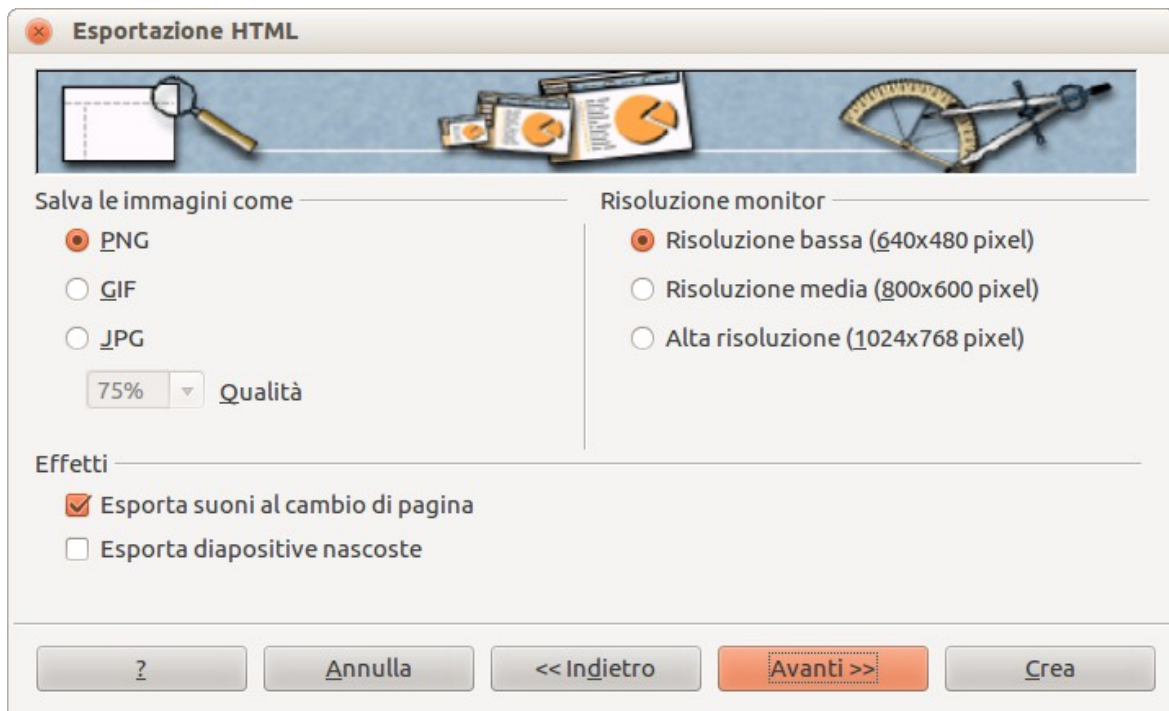 Esportazione HTML
Salva le immagini come
PNG
GIF
JPG
75% Qualità
Risoluzione monitor
Risoluzione bassa (640x480 pixel)
Risoluzione media (800x600 pixel)
Alta risoluzione (1024x768 pixel)
Effetti
Esporta suoni al cambio di pagina
Esporta diapositive nascoste
? Annulla << Indietro Avanti >> Crea